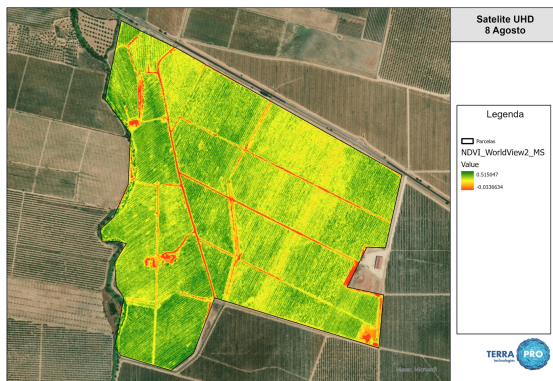 Satelite UHD
8 Agosto
Legenda
Parcelas
NDVI_WorldView2_MS
Value
0.515047
-0.0336634
TERRA PRO
technologies